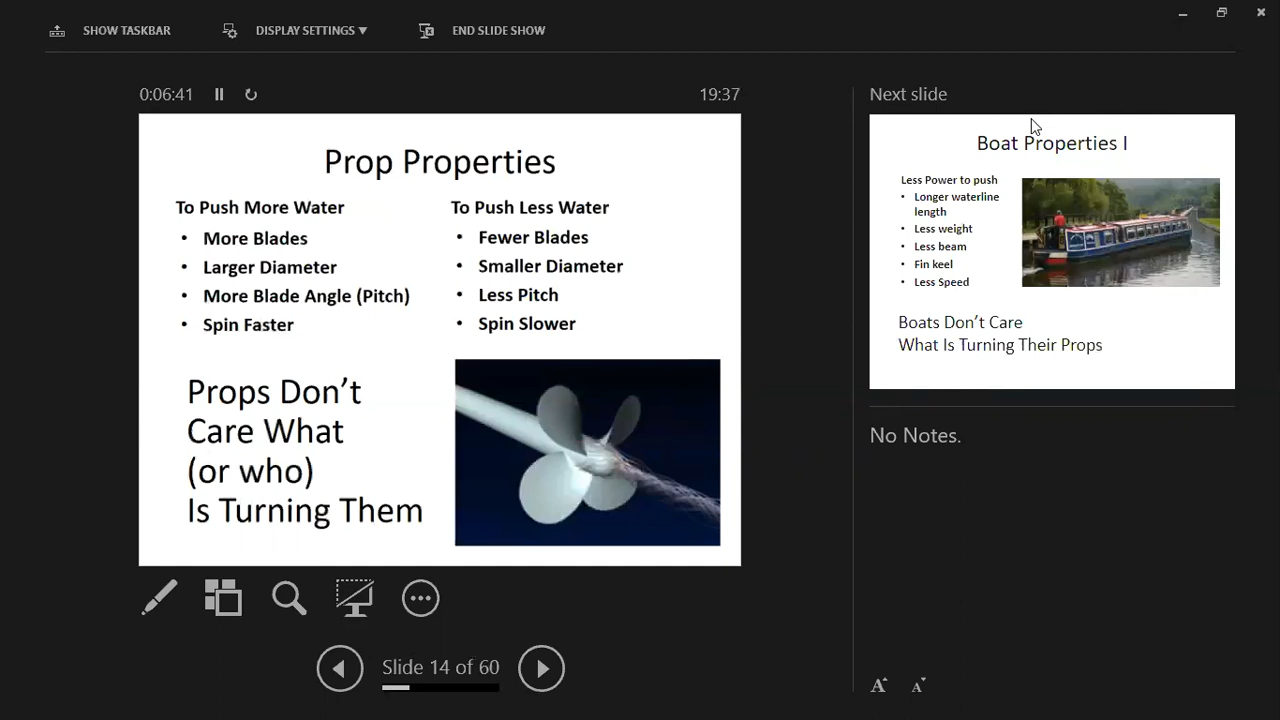 SHOW TASKBAR
DISPLAY SETTINGS ▼
END SLIDE SHOW
0:06:41
19:37
Prop Properties
To Push More Water
• More Blades
• Larger Diameter
• More Blade Angle (Pitch)
• Spin Faster
To Push Less Water
• Fewer Blades
• Smaller Diameter
• Less Pitch
• Spin Slower
Props Don’t
Care What
(or who)
Is Turning Them
Slide 14 of 60
Next slide
Boat Properties I
Less Power to push
• Longer waterline
length
• Less weight
• Less beam
• Fin keel
• Less Speed
Boats Don’t Care
What Is Turning Their Props
No Notes.
A A